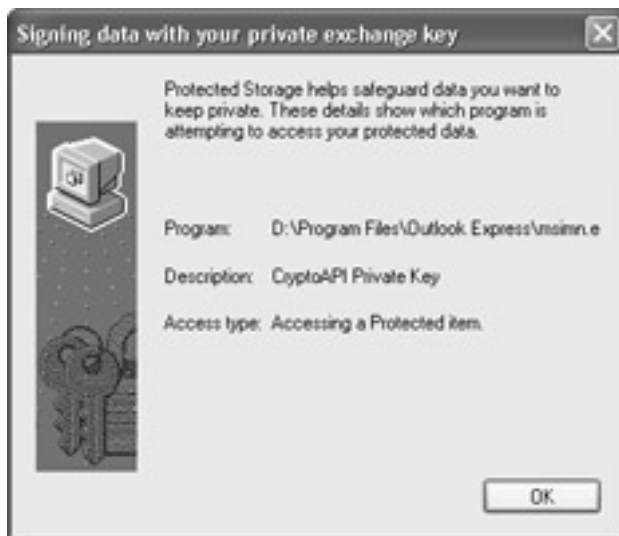 Signing data with your private exchange key
Protected Storage helps safeguard data you want to
keep private. These details show which program is
attempting to access your protected data.
Program: D:\Program Files\Outlook Express\msimn.e
Description: CryptoAPI Private Key
Access type: Accessing a Protected item.
OK